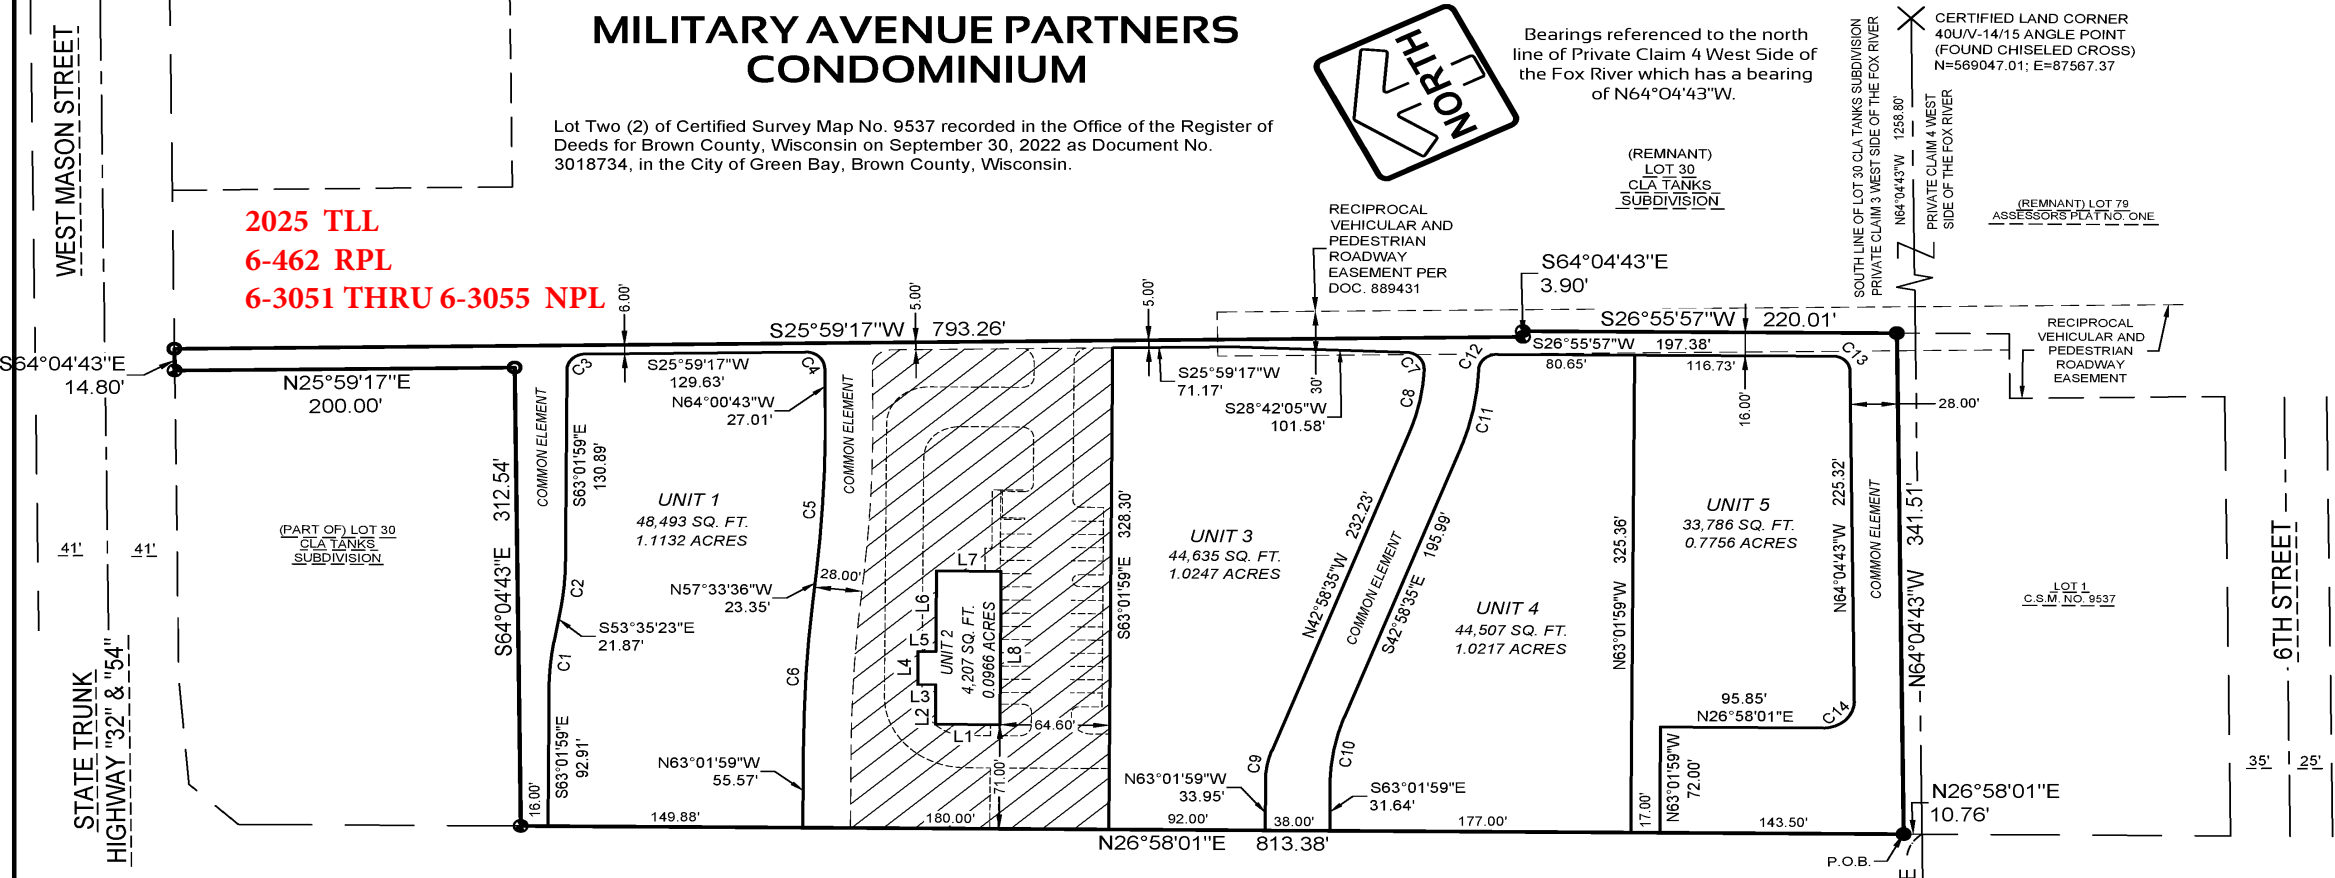 MILITARY AVENUE PARTNERS
CONDOMINIUM
Lot Two (2) of Certified Survey Map No. 9537 recorded in the Office of the Register of
Deeds for Brown County, Wisconsin on September 30, 2022 as Document No.
3018734, in the City of Green Bay, Brown County, Wisconsin.
NORTH
Bearings referenced to the north
line of Private Claim 4 West Side of
the Fox River which has a bearing
of N64°04'43"W.
CERTIFIED LAND CORNER
40U/V-14/15 ANGLE POINT
(FOUND CHISELED CROSS)
N=569047.01; E=87567.37
SOUTH LINE OF LOT 30 CLA TANKS SUBDIVISION
PRIVATE CLAIM 3 WEST SIDE OF THE FOX RIVER
N64°04'43"W 1258.80'
PRIVATE CLAIM 4 WEST
SIDE OF THE FOX RIVER
WEST MASON STREET
2025 TLL
6-462 RPL
6-3051 THRU 6-3055 NPL
(REMNANT)
LOT 30
CLA TANKS
SUBDIVISION
(REMNANT) LOT 79
ASSESSORS PLAT NO. ONE
RECIPROCAL
VEHICULAR AND
PEDESTRIAN
ROADWAY
EASEMENT PER
DOC. 889431
S64°04'43"E
3.90'
6.00'
5.00'
5.00'
S25°59'17"W 793.26'
S26°55'57"W 220.01'
RECIPROCAL
VEHICULAR AND
PEDESTRIAN
ROADWAY
EASEMENT
S64°04'43"E
14.80'
N25°59'17"E
200.00'
C3
S25°59'17"W
129.63'
C4
N64°00'43"W
27.01'
S25°59'17"W
71.17'
S28°42'05"W
101.58'
30'
C7
C8
C12
C11
S26°55'57"W 197.38'
80.65'
116.73'
C13
16.00'
28.00'
COMMON ELEMENT
S63°01'59"E
130.89'
COMMON ELEMENT
S64°04'43"E 312.54'
UNIT 1
48,493 SQ. FT.
1.1132 ACRES
C5
(PART OF) LOT 30
CLA TANKS
SUBDIVISION
41'
41'
C2
N57°33'36"W
23.35'
28.00'
S53°35'23"E
21.87'
C1
C6
L7
L6
L5
L4
L3
L2
L1
L8
UNIT 2
4,207 SQ. FT.
0.0966 ACRES
64.60'
71.00'
S63°01'59"E 328.30'
UNIT 3
44,635 SQ. FT.
1.0247 ACRES
N42°58'35"W 232.23'
COMMON ELEMENT
S42°58'35"E 195.99'
UNIT 4
44,507 SQ. FT.
1.0217 ACRES
N63°01'59"W 325.36'
UNIT 5
33,786 SQ. FT.
0.7756 ACRES
N64°04'43"W 225.32'
COMMON ELEMENT
N64°04'43"W 341.51'
LOT 1
C.S.M. NO. 9537
6TH STREET
35'
25'
STATE TRUNK
HIGHWAY "32" & "54"
16.00'
S63°01'59"E
92.91'
N63°01'59"W
55.57'
149.88'
180.00'
N63°01'59"W
33.95'
C9
C10
S63°01'59"E
31.64'
92.00'
38.00'
177.00'
17.00'
N63°01'59"W
72.00'
95.85'
N26°58'01"E
C14
143.50'
N26°58'01"E 813.38'
N26°58'01"E
10.76'
P.O.B.